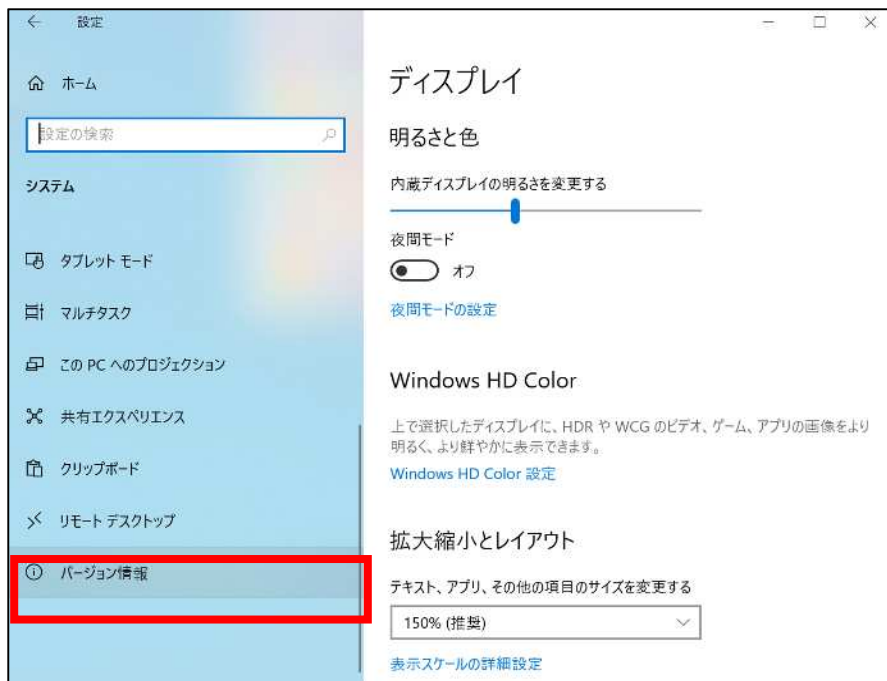 設定
ホーム
設定の検索
システム
タブレット モード
マルチタスク
この PC へのプロジェクション
共有エクスペリエンス
クリップボード
リモート デスクトップ
バージョン情報
ディスプレイ
明るさと色
内蔵ディスプレイの明るさを変更する
夜間モード
オフ
夜間モードの設定
Windows HD Color
上で選択したディスプレイに、HDR や WCG のビデオ、ゲーム、アプリの画像をより
明るく、より鮮やかに表示できます。
Windows HD Color 設定
拡大縮小とレイアウト
テキスト、アプリ、その他の項目のサイズを変更する
150% (推奨)
表示スケールの詳細設定